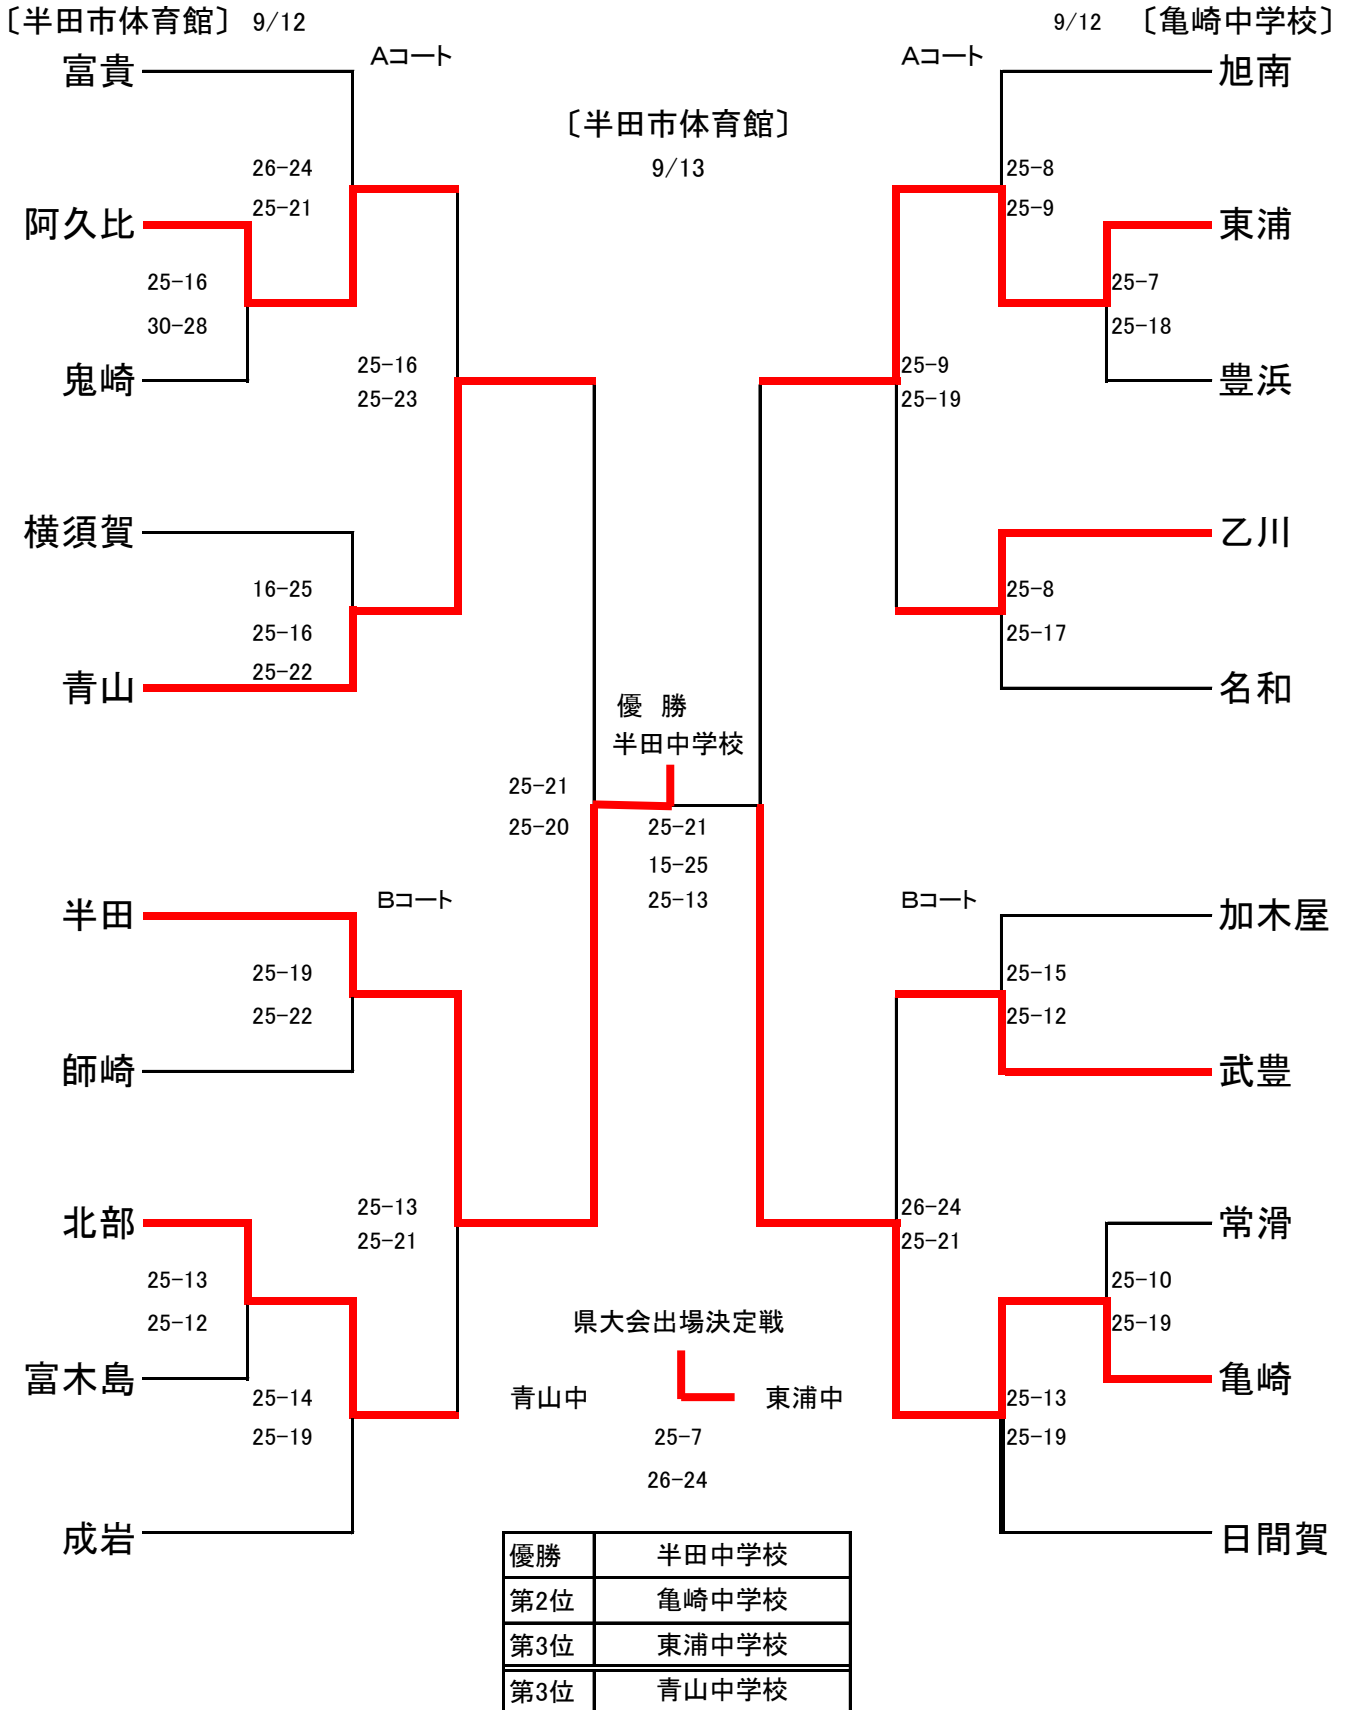 〔半田市体育館〕 9/12
9/12 〔亀崎中学校〕
Aコート
Aコート
富貴
旭南
〔半田市体育館〕
9/13
26-24
25-21
25-8
25-9
阿久比
東浦
25-16
30-28
25-7
25-18
鬼崎
豊浜
25-16
25-23
25-9
25-19
横須賀
乙川
16-25
25-16
25-22
25-8
25-17
青山
名和
優 勝
半田中学校
25-21
25-20
25-21
15-25
25-13
Bコート
Bコート
半田
加木屋
25-19
25-22
25-15
25-12
師崎
武豊
25-13
25-21
26-24
25-21
北部
常滑
25-13
25-12
25-10
25-19
富木島
亀崎
25-14
25-19
25-13
25-19
県大会出場決定戦
青山中 東浦中
25-7
26-24
成岩
日間賀
優勝 半田中学校
第2位 亀崎中学校
第3位 東浦中学校
第3位 青山中学校